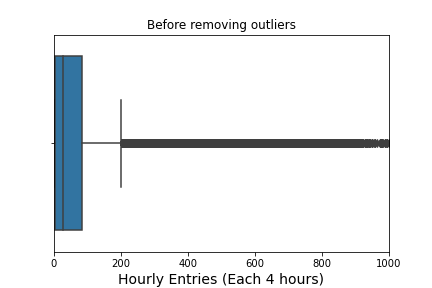 Before removing outliers
0 200 400 600 800 1000
Hourly Entries (Each 4 hours)